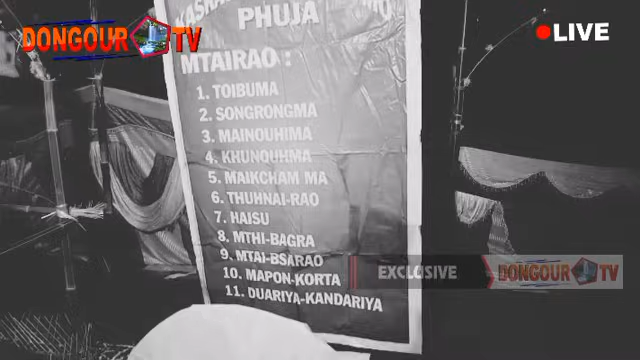 DONGOUR TV
LIVE
PHUJA
MTAIRAO :
1. TOIBUMA
2. SONGRONGMA
3. MAINOUHIMA
4. KHUNOUHMA
5. MAIKCHAM MA
6. THUHNAI-RAO
7. HAISU
8. MTHI-BAGRA
9. MTAI-BSARAO
10. MAPON-KORTA
11. DUARIYA-KANDARIYA
EXCLUSIVE DONGOUR TV